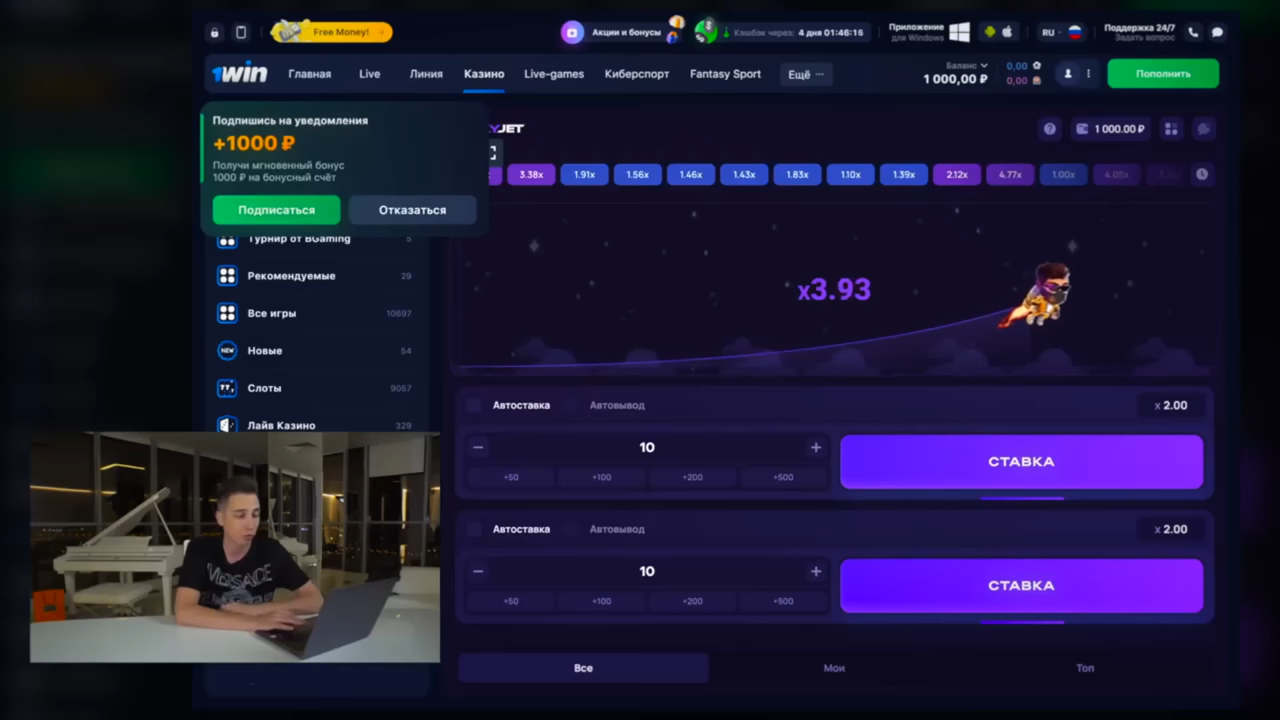 Free Money!
Акции и бонусы
Кэшбэк через: 4 дня 01:46:16
Приложение
для Windows
RU
Поддержка 24/7
Задать вопрос
1win
Главная
Live
Линия
Казино
Live-games
Киберспорт
Fantasy Sport
Ещё ···
Баланс
1 000,00 ₽
0,00
0,00
Пополнить
Подпишись на уведомления
+1000 ₽
Получи мгновенный бонус
1000 ₽ на бонусный счёт
Подписаться
Отказаться
YJET
?
1 000.00 ₽
3.38x
1.91x
1.56x
1.46x
1.43x
1.83x
1.10x
1.39x
2.12x
4.77x
1.00x
4.05x
Турнир от BGaming
5
Рекомендуемые
29
Все игры
10697
NEW
Новые
54
Слоты
9057
Лайв Казино
329
x3.93
Автоставка
Автовывод
x 2.00
−
10
+
+50
+100
+200
+500
СТАВКА
Автоставка
Автовывод
x 2.00
−
10
+
+50
+100
+200
+500
СТАВКА
Все
Мои
Топ
VERSACE